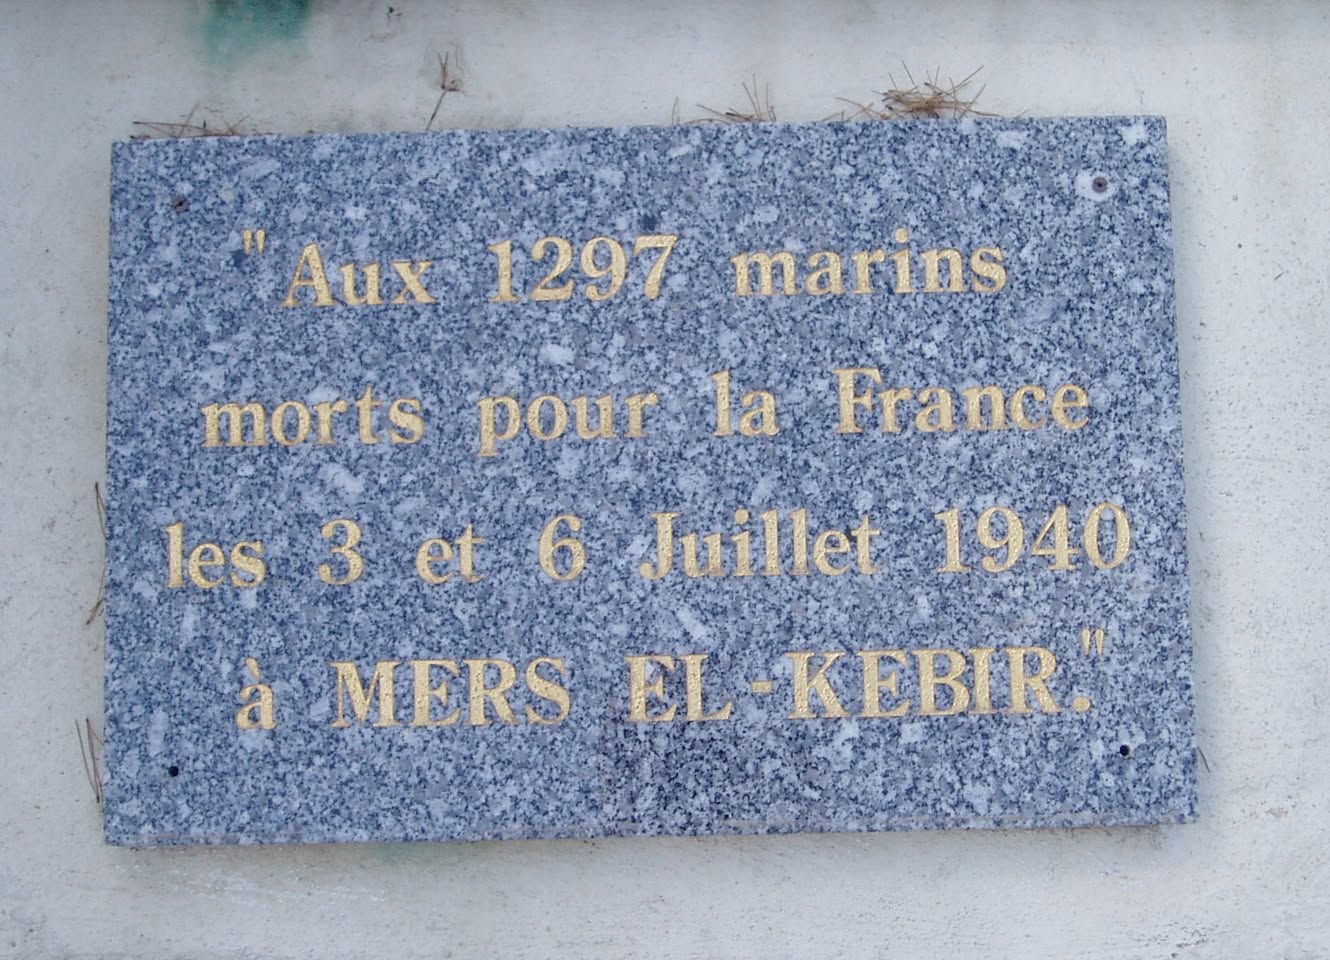 "Aux 1297 marins
morts pour la France
les 3 et 6 Juillet 1940
à MERS EL-KEBIR."